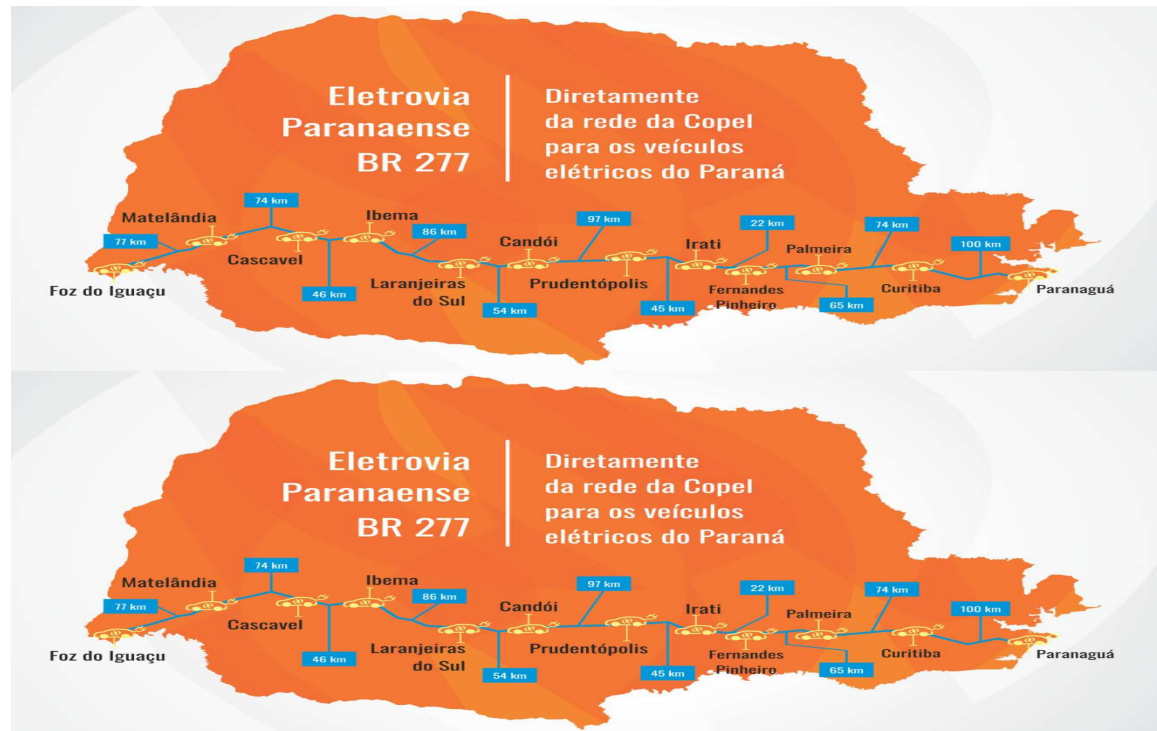 Eletrovia
Paranaense
BR 277
Diretamente
da rede da Copel
para os veículos
elétricos do Paraná
Foz do Iguaçu
77 km
Matelândia
74 km
Cascavel
46 km
Ibema
86 km
Laranjeiras
do Sul
54 km
Candói
97 km
Prudentópolis
45 km
Irati
22 km
Fernandes
Pinheiro
65 km
Palmeira
74 km
Curitiba
100 km
Paranaguá
Eletrovia
Paranaense
BR 277
Diretamente
da rede da Copel
para os veículos
elétricos do Paraná
Foz do Iguaçu
77 km
Matelândia
74 km
Cascavel
46 km
Ibema
86 km
Laranjeiras
do Sul
54 km
Candói
97 km
Prudentópolis
45 km
Irati
22 km
Fernandes
Pinheiro
65 km
Palmeira
74 km
Curitiba
100 km
Paranaguá